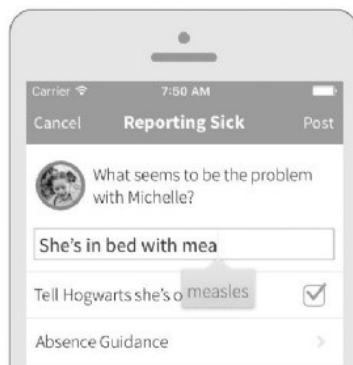 Carrier 7:50 AM
Cancel Reporting Sick Post
What seems to be the problem
with Michelle?
She's in bed with mea
measles
Tell Hogwarts she's o
Absence Guidance